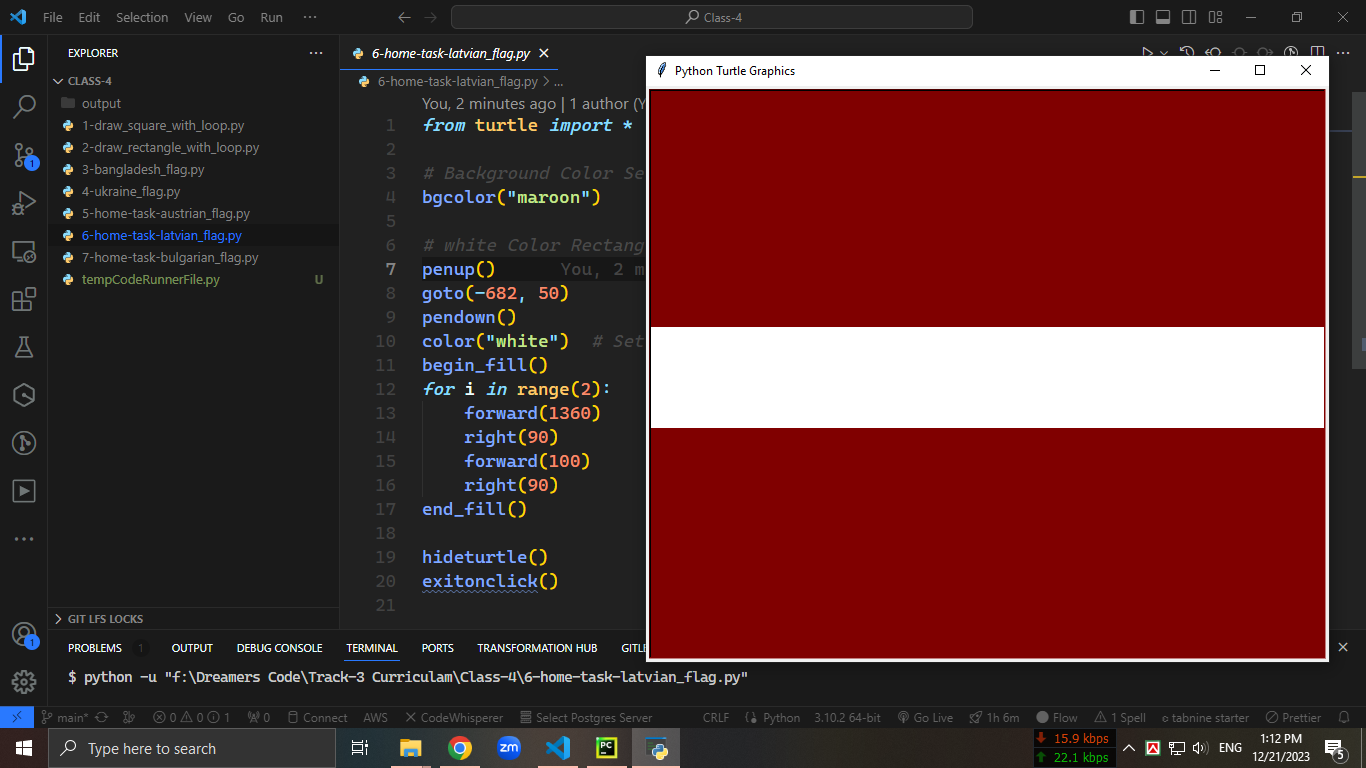 File Edit Selection View Go Run ··· Class-4
EXPLORER
CLASS-4
output
1-draw_square_with_loop.py
2-draw_rectangle_with_loop.py
3-bangladesh_flag.py
4-ukraine_flag.py
5-home-task-austrian_flag.py
6-home-task-latvian_flag.py
7-home-task-bulgarian_flag.py
tempCodeRunnerFile.py U
GIT LFS LOCKS
6-home-task-latvian_flag.py
6-home-task-latvian_flag.py > ...
You, 2 minutes ago | 1 author (Y
1 from turtle import *
2
3 # Background Color Se
4 bgcolor("maroon")
5
6 # white Color Rectang
7 penup() You, 2 m
8 goto(-682, 50)
9 pendown()
10 color("white") # Set
11 begin_fill()
12 for i in range(2):
13 forward(1360)
14 right(90)
15 forward(100)
16 right(90)
17 end_fill()
18
19 hideturtle()
20 exitonclick()
21
Python Turtle Graphics
PROBLEMS 1 OUTPUT DEBUG CONSOLE TERMINAL PORTS TRANSFORMATION HUB GITLE
$ python -u "f:\Dreamers Code\Track-3 Curriculam\Class-4\6-home-task-latvian_flag.py"
main* 0 0 1 0 Connect AWS CodeWhisperer Select Postgres Server CRLF Python 3.10.2 64-bit Go Live 1h 6m Flow 1 Spell tabnine starter Prettier
Type here to search zm PC 15.9 kbps ENG 1:12 PM
22.1 kbps 12/21/2023 5